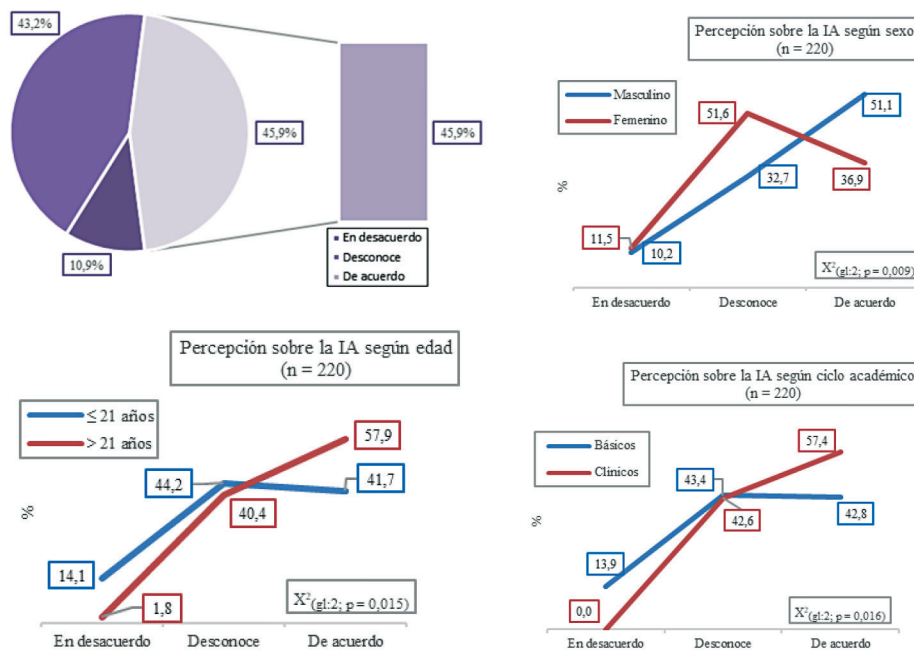 43,2%
45,9%
10,9%
45,9%
▪ En desacuerdo
▪ Desconoce
▪ De acuerdo
Percepción sobre la IA según sexo
(n = 220)
Masculino
Femenino
%
51,6
51,1
32,7
36,9
11,5
10,2
X²(gl:2; p = 0,009)
En desacuerdo Desconoce De acuerdo
Percepción sobre la IA según edad
(n = 220)
≤ 21 años
> 21 años
%
57,9
44,2
41,7
40,4
14,1
1,8
X²(gl:2; p = 0,015)
En desacuerdo Desconoce De acuerdo
Percepción sobre la IA según ciclo académico
(n = 220)
Básicos
Clínicos
%
57,4
43,4
42,6
42,8
13,9
0,0
X²(gl:2; p = 0,016)
En desacuerdo Desconoce De acuerdo